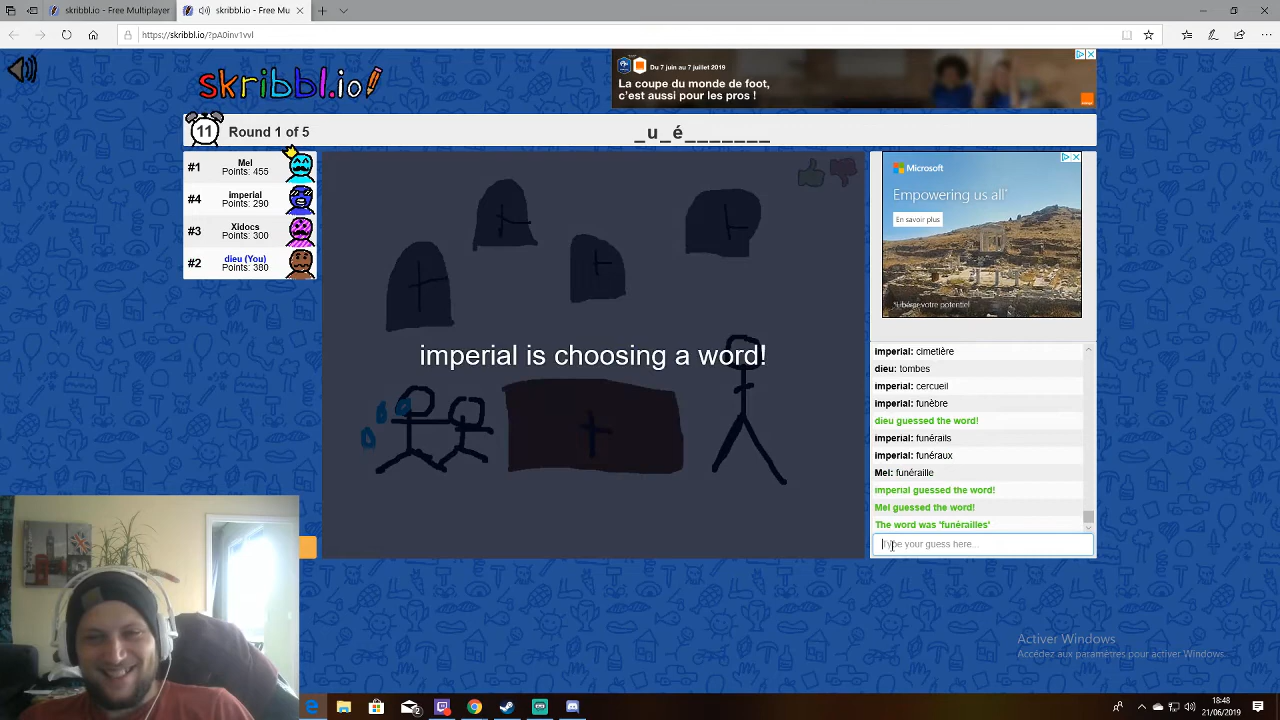 skribbl.io - Free Multiplayer
skribbl.io - Free Mu
https://skribbl.io/?pA0inv1vvl
skribbl.io
Du 7 juin au 7 juillet 2019
La coupe du monde de foot,
c'est aussi pour les pros !
11
Round 1 of 5
_u_é_______
#1 Mel
Points: 455
#4 imperial
Points: 290
#3 Xidocs
Points: 300
#2 dieu (You)
Points: 380
imperial is choosing a word!
Microsoft
Empowering us all*
En savoir plus
*Libérer votre potentiel
imperial: cimetière
dieu: tombes
imperial: cercueil
imperial: funèbre
dieu guessed the word!
imperial: funérails
imperial: funéraux
Mel: funéraille
imperial guessed the word!
Mel guessed the word!
The word was 'funérailles'
Type your guess here...
Activer Windows
Accédez aux paramètres pour activer Windows.
18:48
21/06/2019